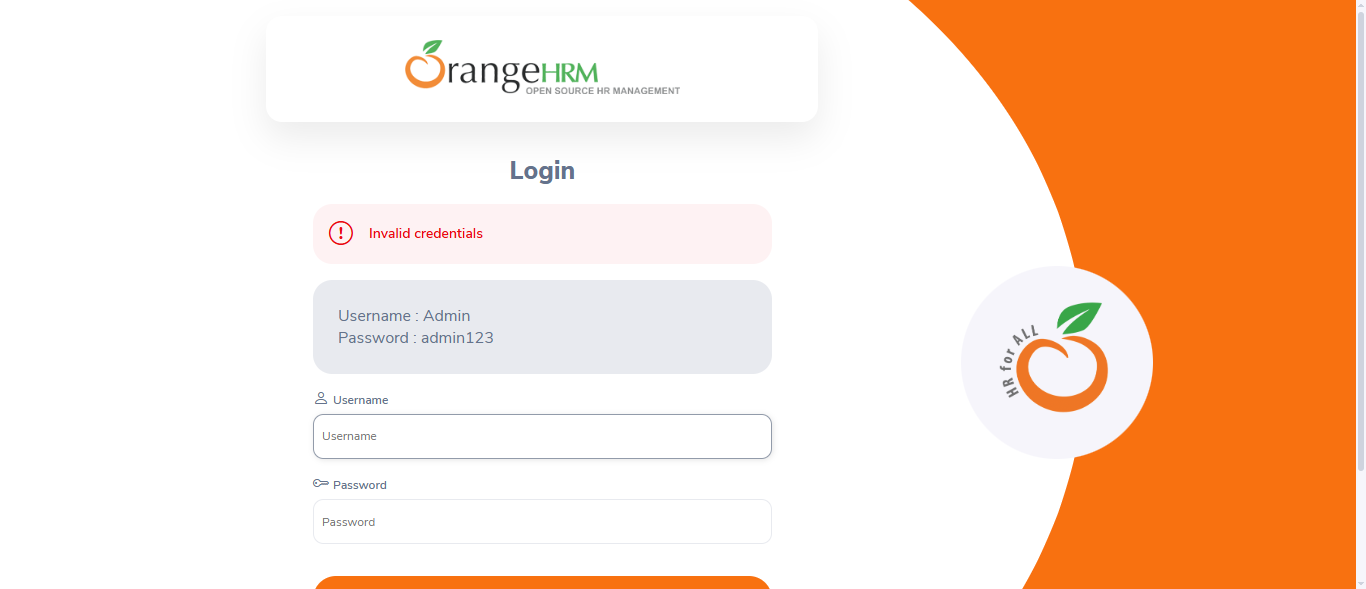 OrangeHRM
OPEN SOURCE HR MANAGEMENT
Login
Invalid credentials
Username : Admin
Password : admin123
Username
Username
Password
Password
HR for ALL